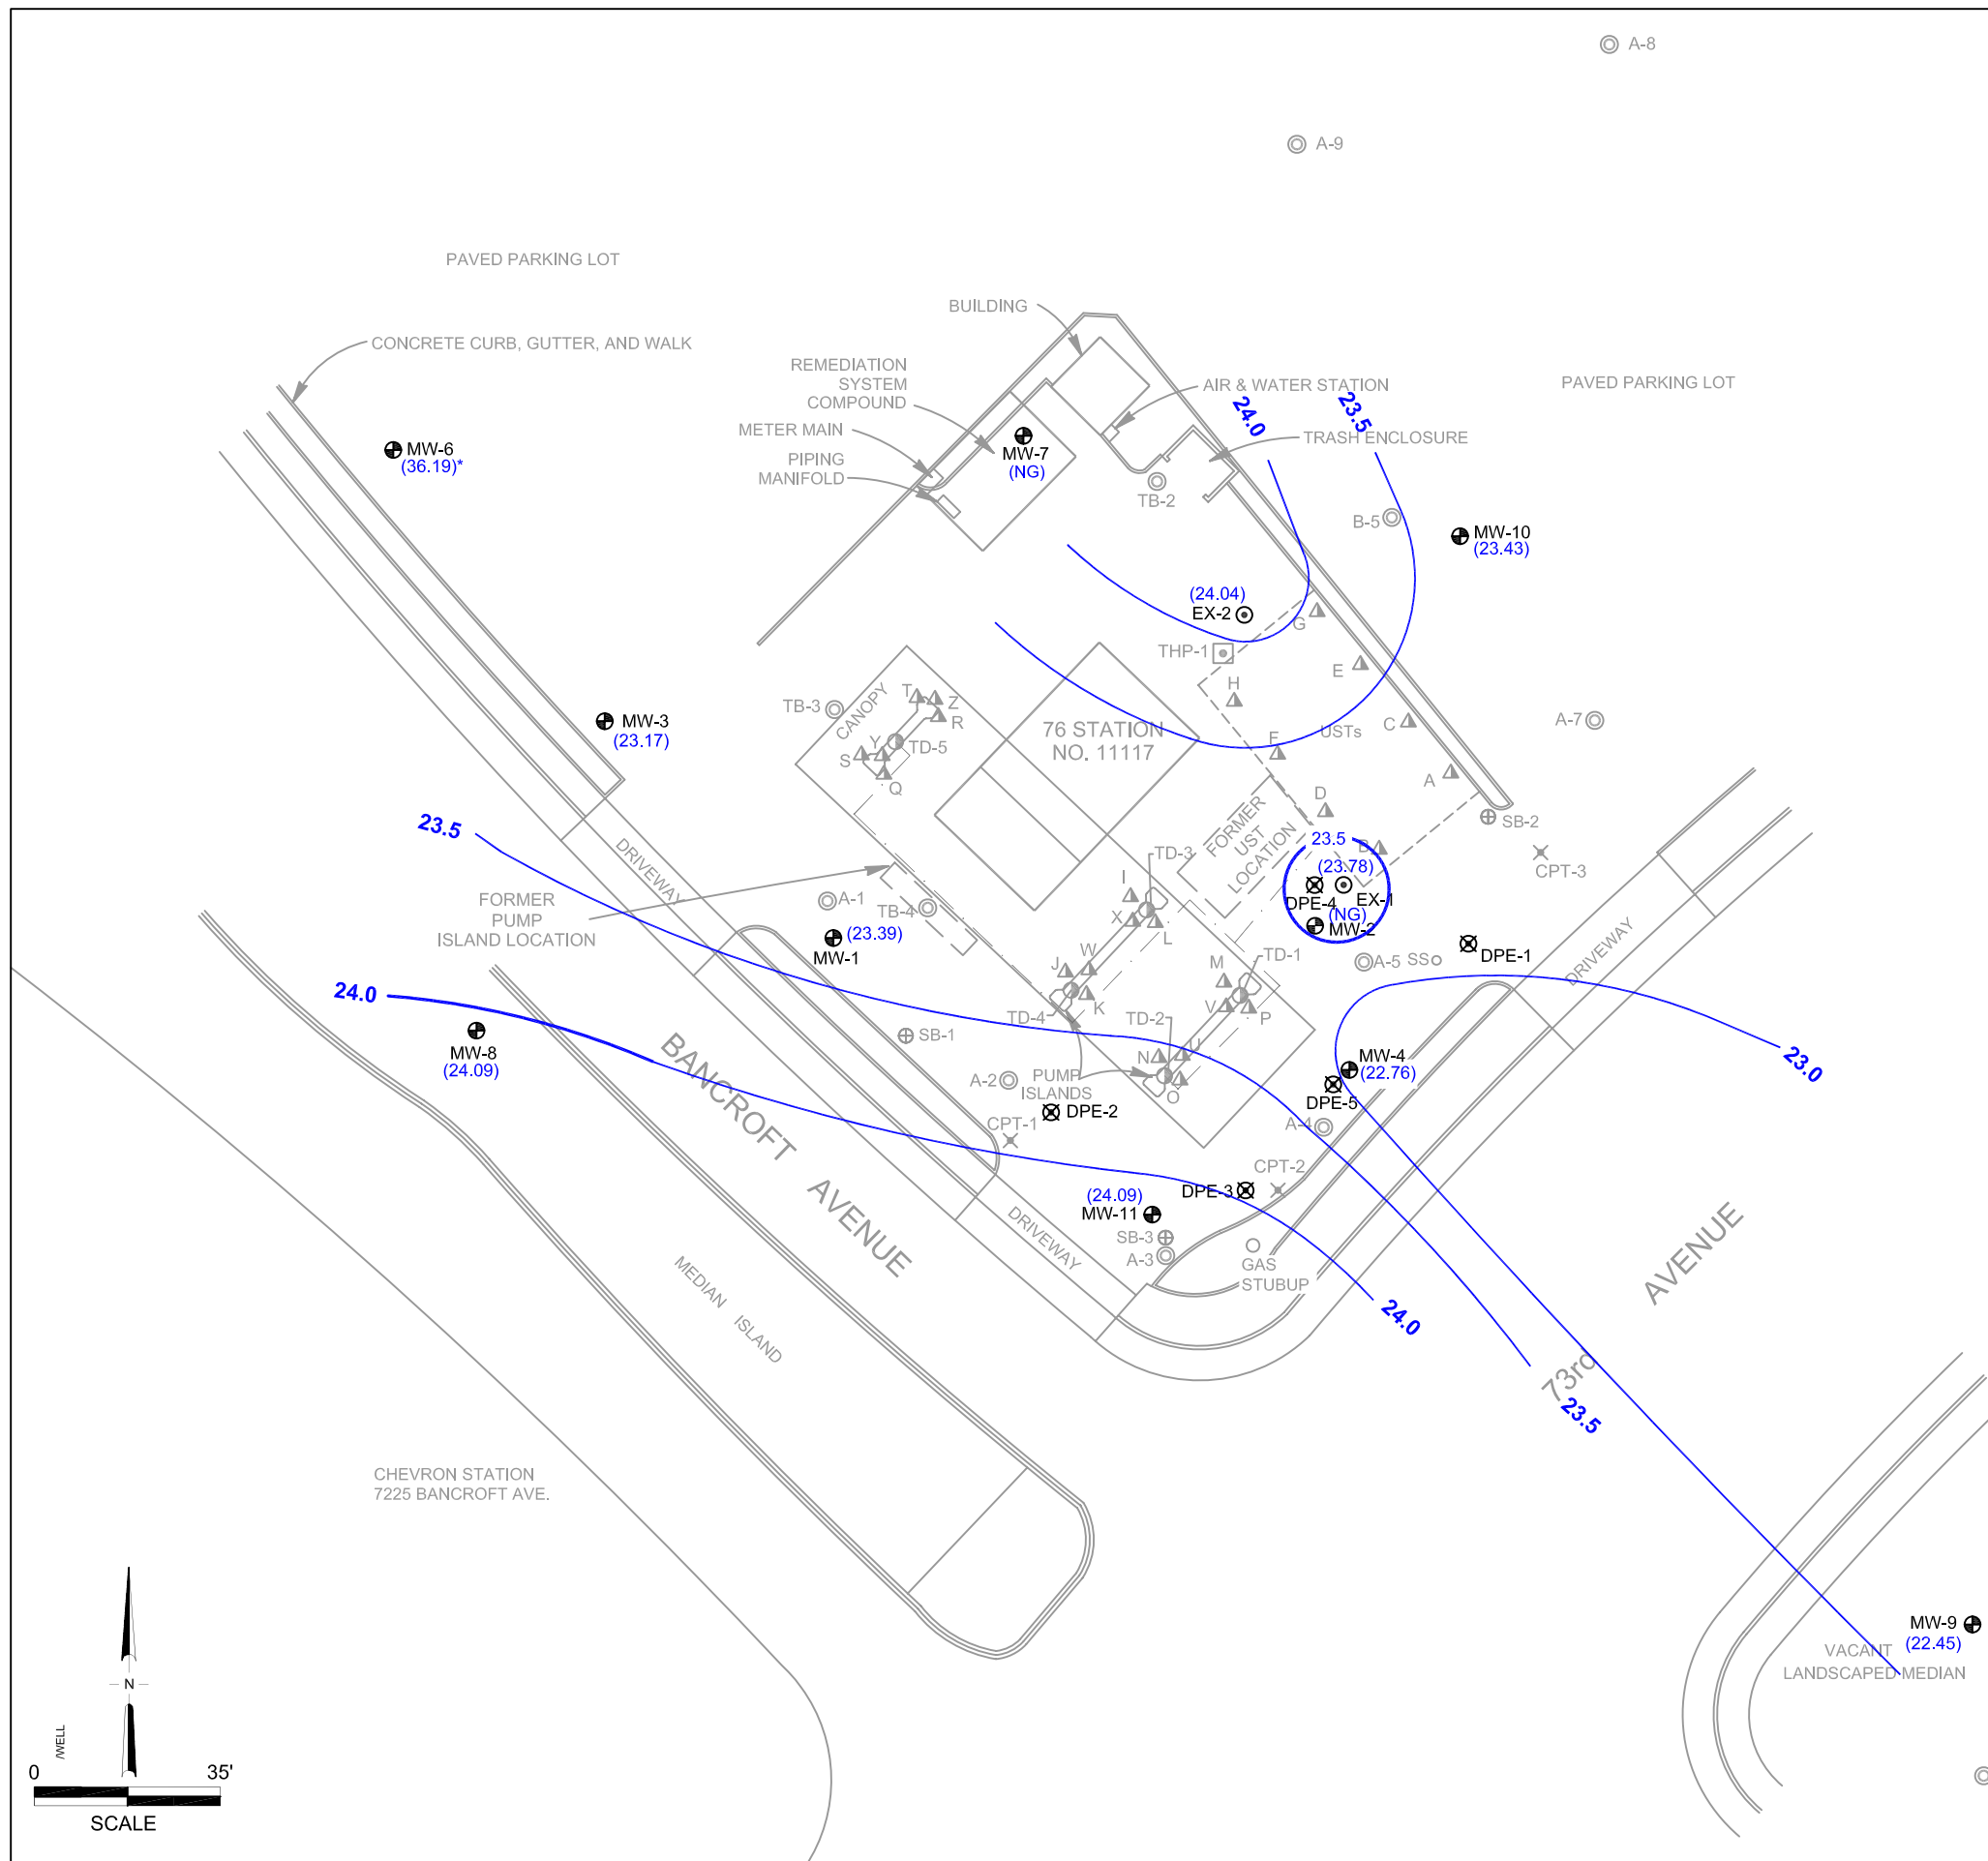 A-8
A-9
PAVED PARKING LOT
BUILDING
CONCRETE CURB, GUTTER, AND WALK
REMEDIATION
SYSTEM
COMPOUND
AIR & WATER STATION
PAVED PARKING LOT
24.0
23.5
METER MAIN
TRASH ENCLOSURE
MW-6
(36.19)*
MW-7
(NG)
PIPING
MANIFOLD
TB-2
B-5
MW-10
(23.43)
(24.04)
EX-2
G
THP-1
E
H
TB-3
CANOPY
T
Z
R
MW-3
(23.17)
76 STATION
NO. 11117
USTs
C
A-7
F
Y
TD-5
S
Q
A
D
23.5
DRIVEWAY
FORMER
UST
LOCATION
SB-2
23.5
B
TD-3
(23.78)
CPT-3
I
DPE-4
EX-1
FORMER
PUMP
ISLAND LOCATION
A-1
TB-4
X
L
(NG)
MW-2
(23.39)
MW-1
DRIVEWAY
DPE-1
W
TD-1
A-5
SS
J
M
24.0
K
V
P
TD-4
TD-2
MW-8
(24.09)
SB-1
N
U
MW-4
(22.76)
23.0
BANCROFT AVENUE
A-2
PUMP
ISLANDS
O
DPE-5
DPE-2
CPT-1
A-4
CPT-2
DPE-3
(24.09)
MW-11
DRIVEWAY
SB-3
A-3
GAS
STUBUP
AVENUE
MEDIAN ISLAND
24.0
73rd
23.5
CHEVRON STATION
7225 BANCROFT AVE.
MW-9
(22.45)
VACANT
LANDSCAPED MEDIAN
N
/WELL
0 35'
SCALE